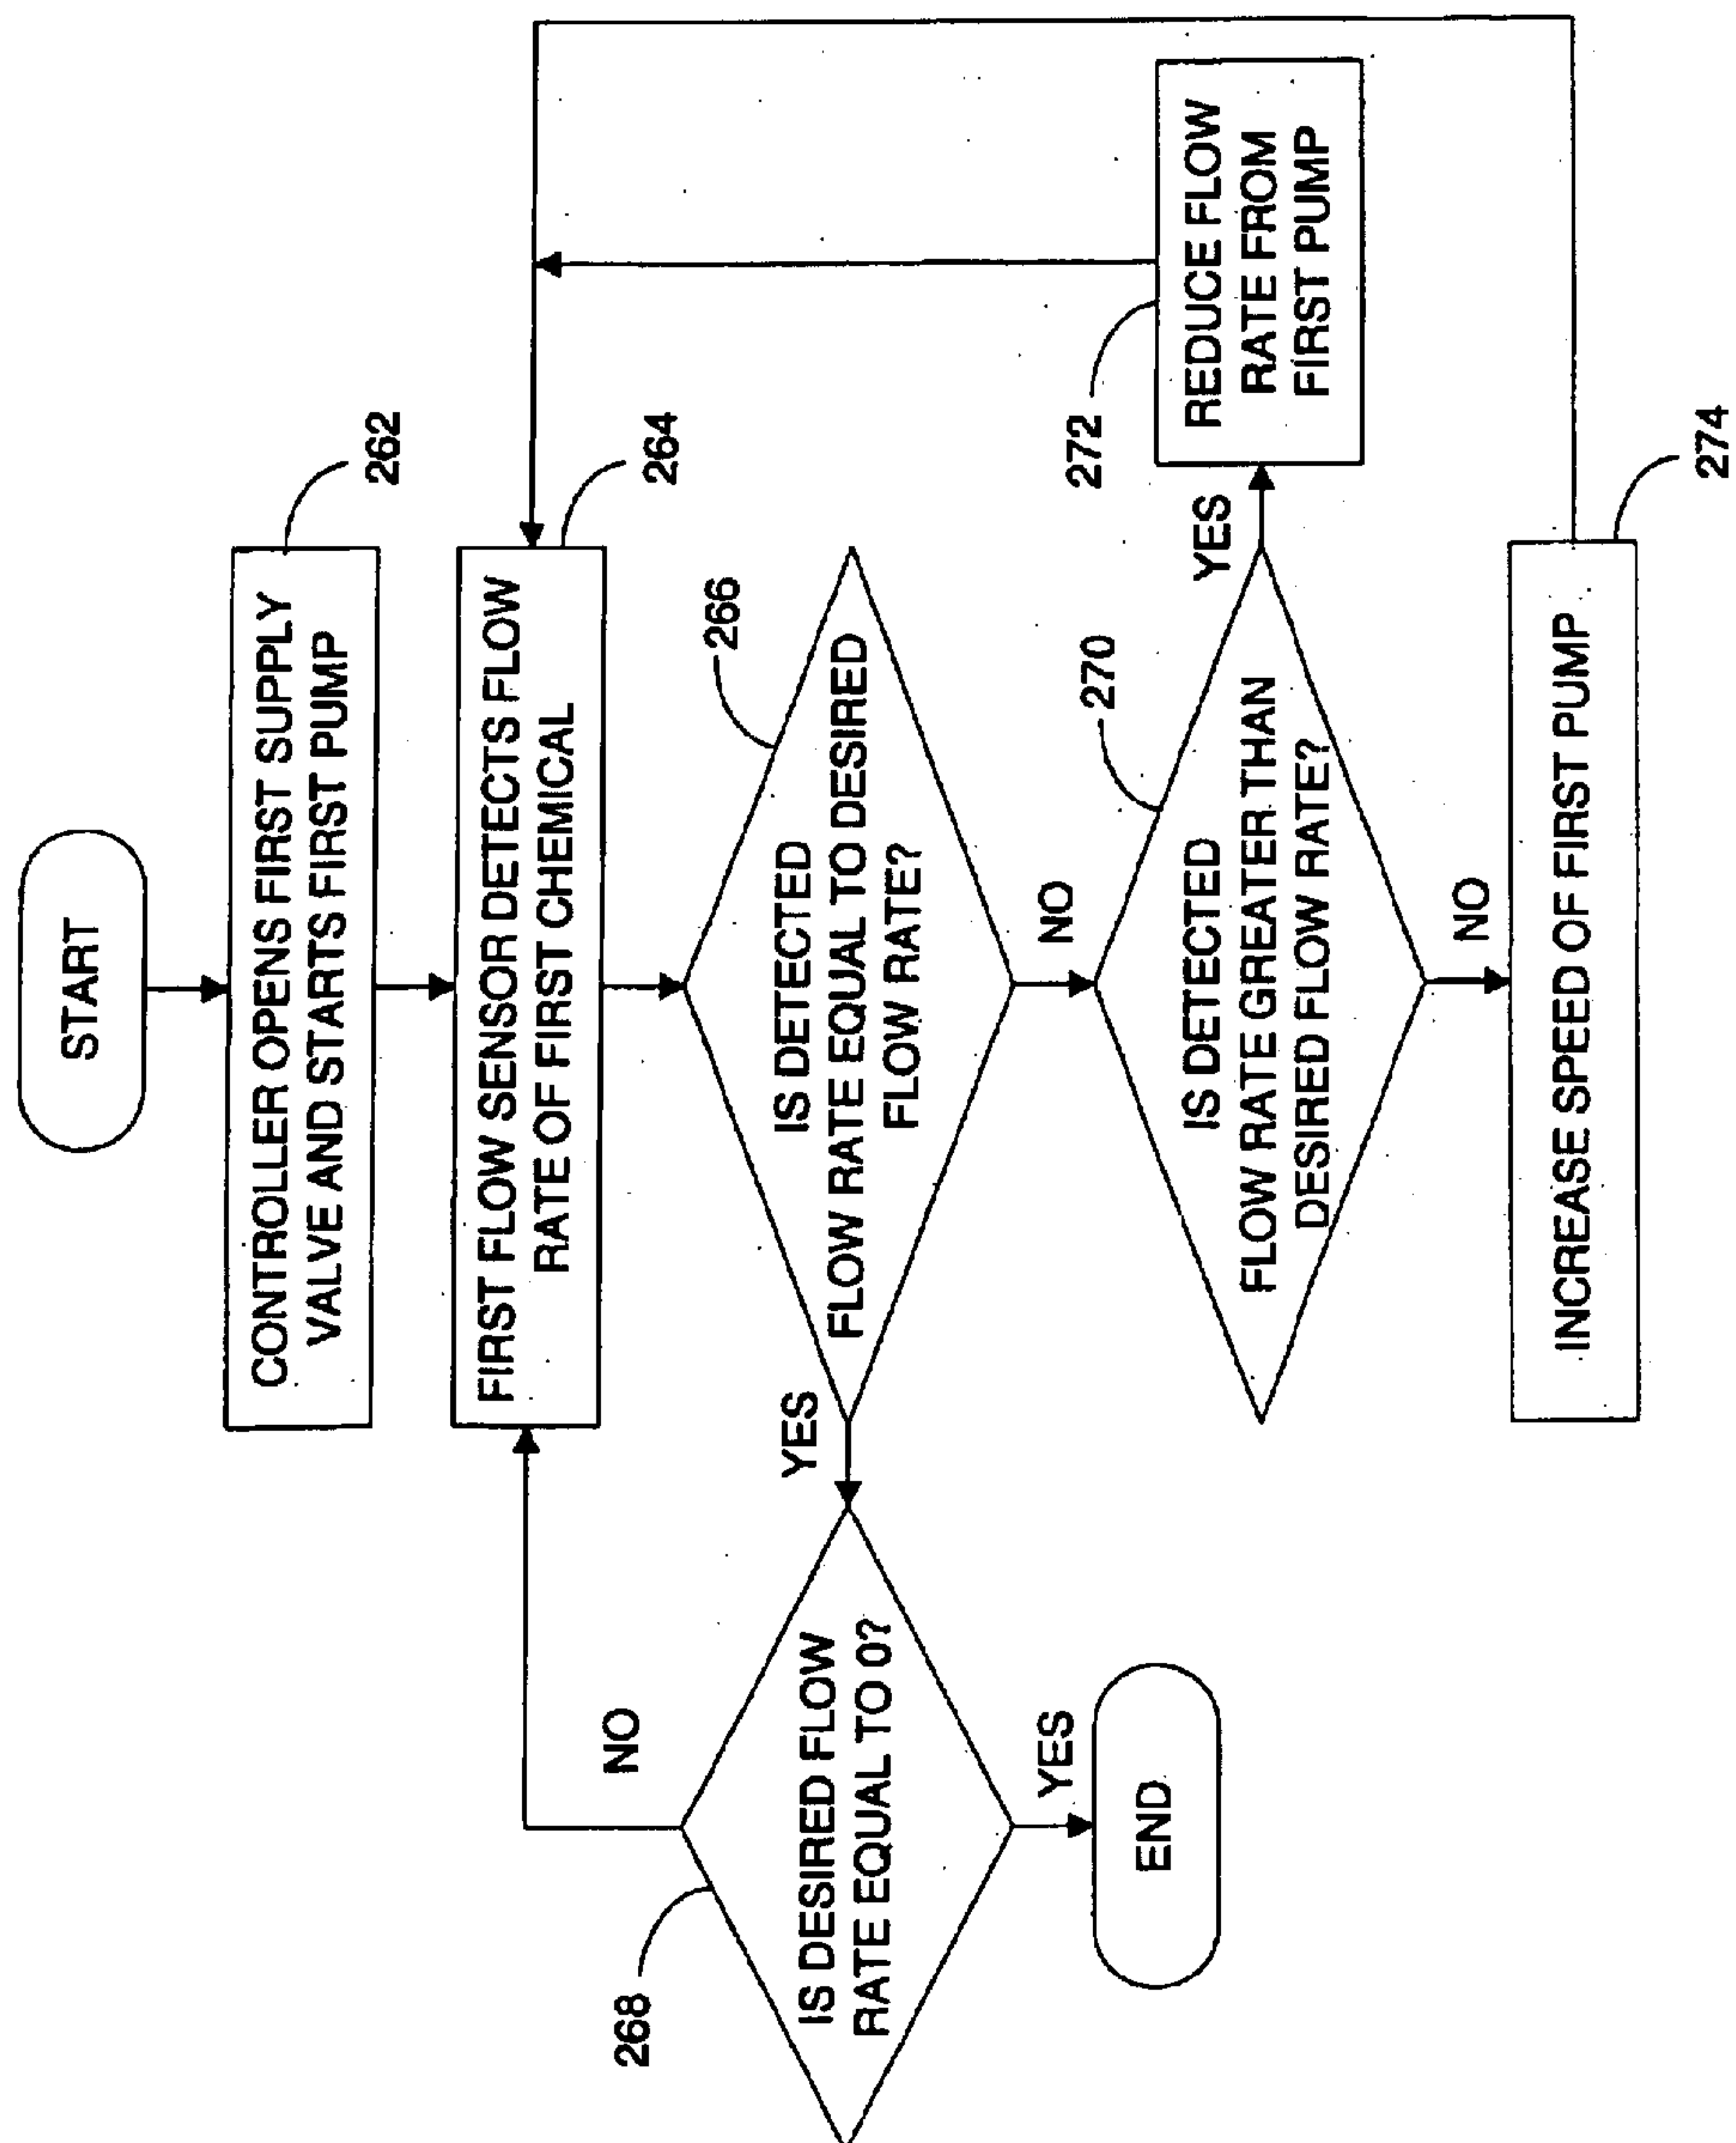 START
CONTROLLER OPENS FIRST SUPPLY
VALVE AND STARTS FIRST PUMP
262
FIRST FLOW SENSOR DETECTS FLOW
RATE OF FIRST CHEMICAL
264
IS DETECTED
FLOW RATE EQUAL TO DESIRED
FLOW RATE?
266
YES
NO
IS DESIRED FLOW
RATE EQUAL TO 0?
268
NO
YES
END
IS DETECTED
FLOW RATE GREATER THAN
DESIRED FLOW RATE?
270
YES
NO
REDUCE FLOW
RATE FROM
FIRST PUMP
272
INCREASE SPEED OF FIRST PUMP
274